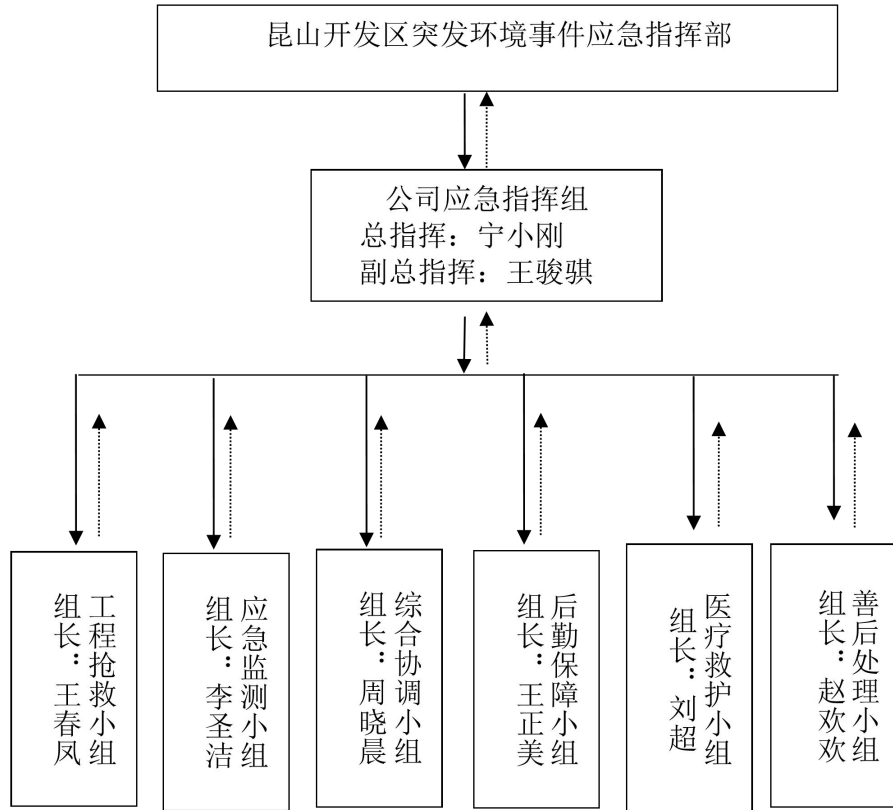 昆山开发区突发环境事件应急指挥部
公司应急指挥组
总指挥：宁小刚
副总指挥：王骏骐
工程抢救小组
组长：王春凤
应急监测小组
组长：李圣洁
综合协调小组
组长：周晓晨
后勤保障小组
组长：王正美
医疗救护小组
组长：刘超
善后处理小组
组长：赵欢欢